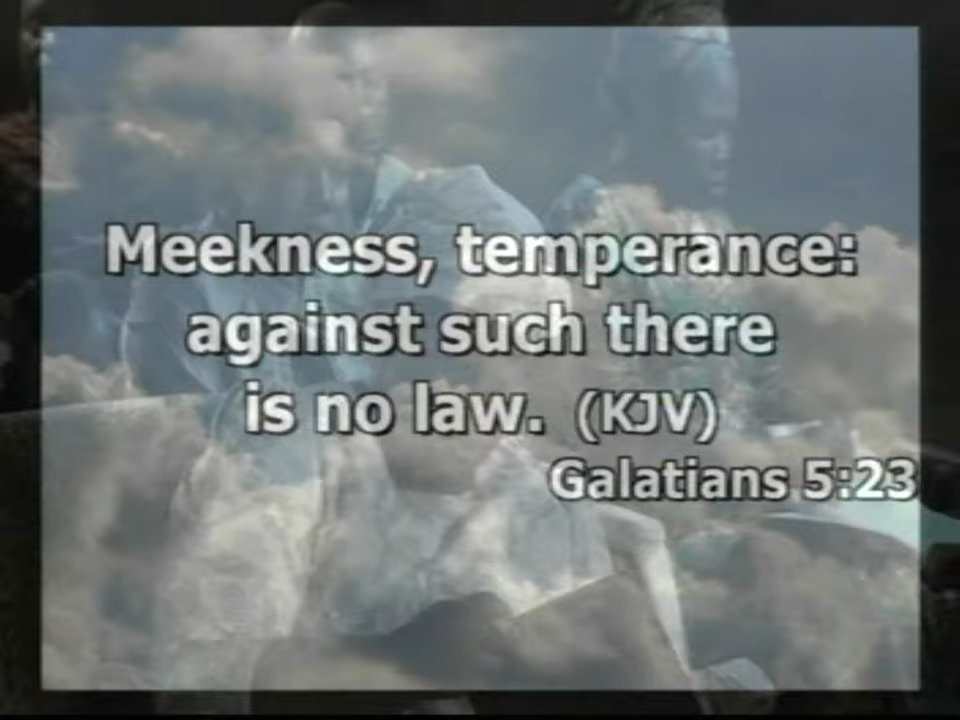 Meekness, temperance:
against such there
is no law. (KJV)
Galatians 5:23